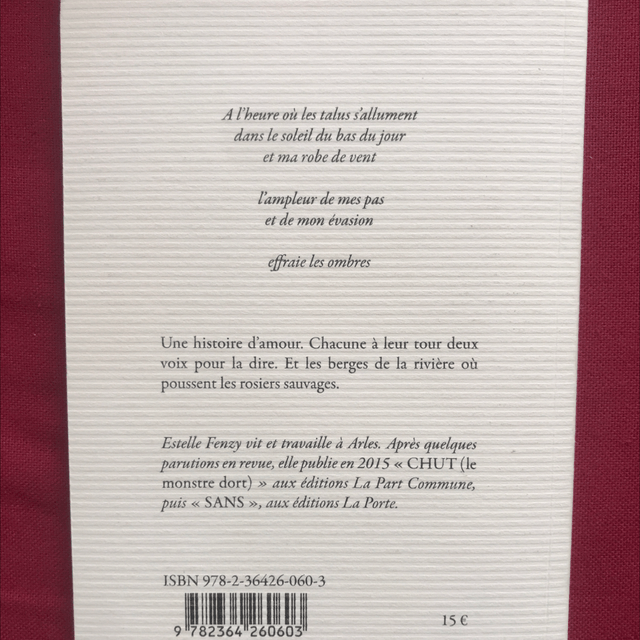 A l'heure où les talus s'allument
dans le soleil du bas du jour
et ma robe de vent
l'ampleur de mes pas
et de mon évasion
effraie les ombres
Une histoire d'amour. Chacune à leur tour deux
voix pour la dire. Et les berges de la rivière où
poussent les rosiers sauvages.
Estelle Fenzy vit et travaille à Arles. Après quelques
parutions en revue, elle publie en 2015 « CHUT (le
monstre dort) » aux éditions La Part Commune,
puis « SANS », aux éditions La Porte.
ISBN 978-2-36426-060-3
9 782364 260603
15 €